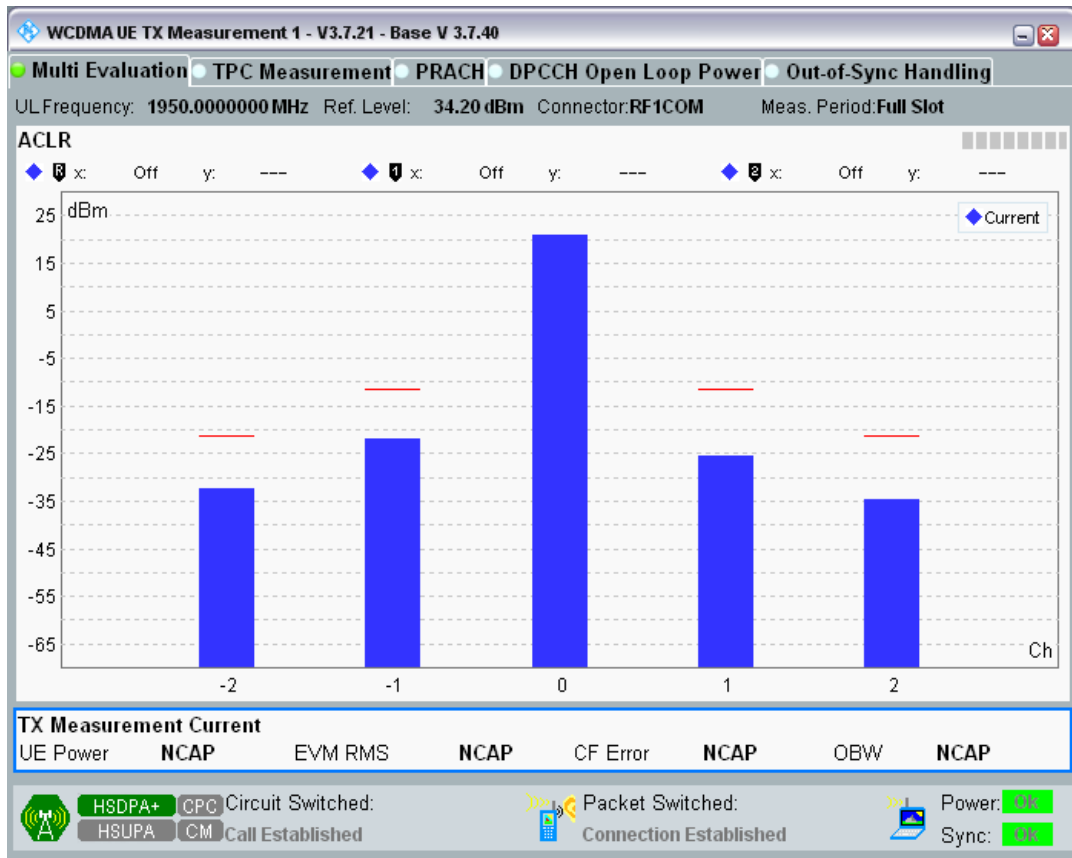 WCDMA UE TX Measurement 1 - V3.7.21 - Base V 3.7.40
Multi Evaluation TPC Measurement PRACH DPCCH Open Loop Power Out-of-Sync Handling
UL Frequency: 1950.0000000 MHz Ref. Level: 34.20 dBm Connector:RF1COM Meas. Period:Full Slot
ACLR
R x: Off y: --- 1 x: Off y: --- 2 x: Off y: ---
25 dBm
Current
15
5
-5
-15
-25
-35
-45
-55
-65
Ch
-2 -1 0 1 2
TX Measurement Current
UE Power NCAP EVM RMS NCAP CF Error NCAP OBW NCAP
HSDPA+ CPC Circuit Switched: Packet Switched: Power: Ok
HSUPA CM Call Established Connection Established Sync: Ok